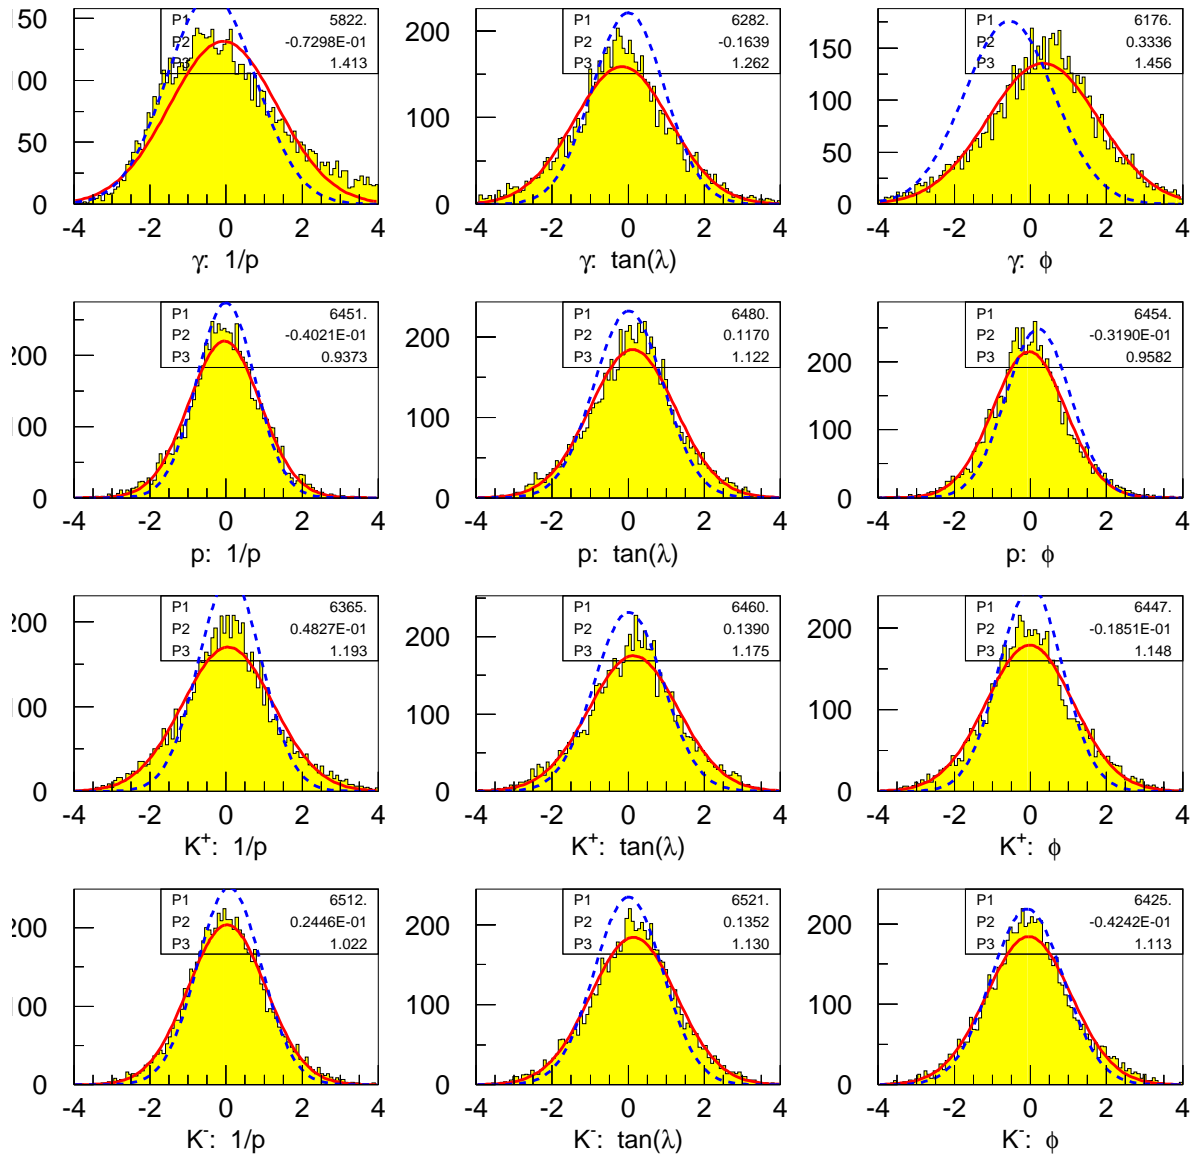 50
00
50
0
P1 5822.
P2 -0.7298E-01
P3 1.413
-4 -2 0 2 4
γ: 1/p
200
100
0
P1 6282.
P2 -0.1639
P3 1.262
-4 -2 0 2 4
γ: tan(λ)
150
100
50
0
P1 6176.
P2 0.3336
P3 1.456
-4 -2 0 2 4
γ: ϕ
200
00
0
P1 6451.
P2 -0.4021E-01
P3 0.9373
-4 -2 0 2 4
p: 1/p
200
100
0
P1 6480.
P2 0.1170
P3 1.122
-4 -2 0 2 4
p: tan(λ)
200
100
0
P1 6454.
P2 -0.3190E-01
P3 0.9582
-4 -2 0 2 4
p: ϕ
200
00
0
P1 6365.
P2 0.4827E-01
P3 1.193
-4 -2 0 2 4
K⁺: 1/p
200
100
0
P1 6460.
P2 0.1390
P3 1.175
-4 -2 0 2 4
K⁺: tan(λ)
200
100
0
P1 6447.
P2 -0.1851E-01
P3 1.148
-4 -2 0 2 4
K⁺: ϕ
200
00
0
P1 6512.
P2 0.2446E-01
P3 1.022
-4 -2 0 2 4
K⁻: 1/p
200
100
0
P1 6521.
P2 0.1352
P3 1.130
-4 -2 0 2 4
K⁻: tan(λ)
200
100
0
P1 6425.
P2 -0.4242E-01
P3 1.113
-4 -2 0 2 4
K⁻: ϕ